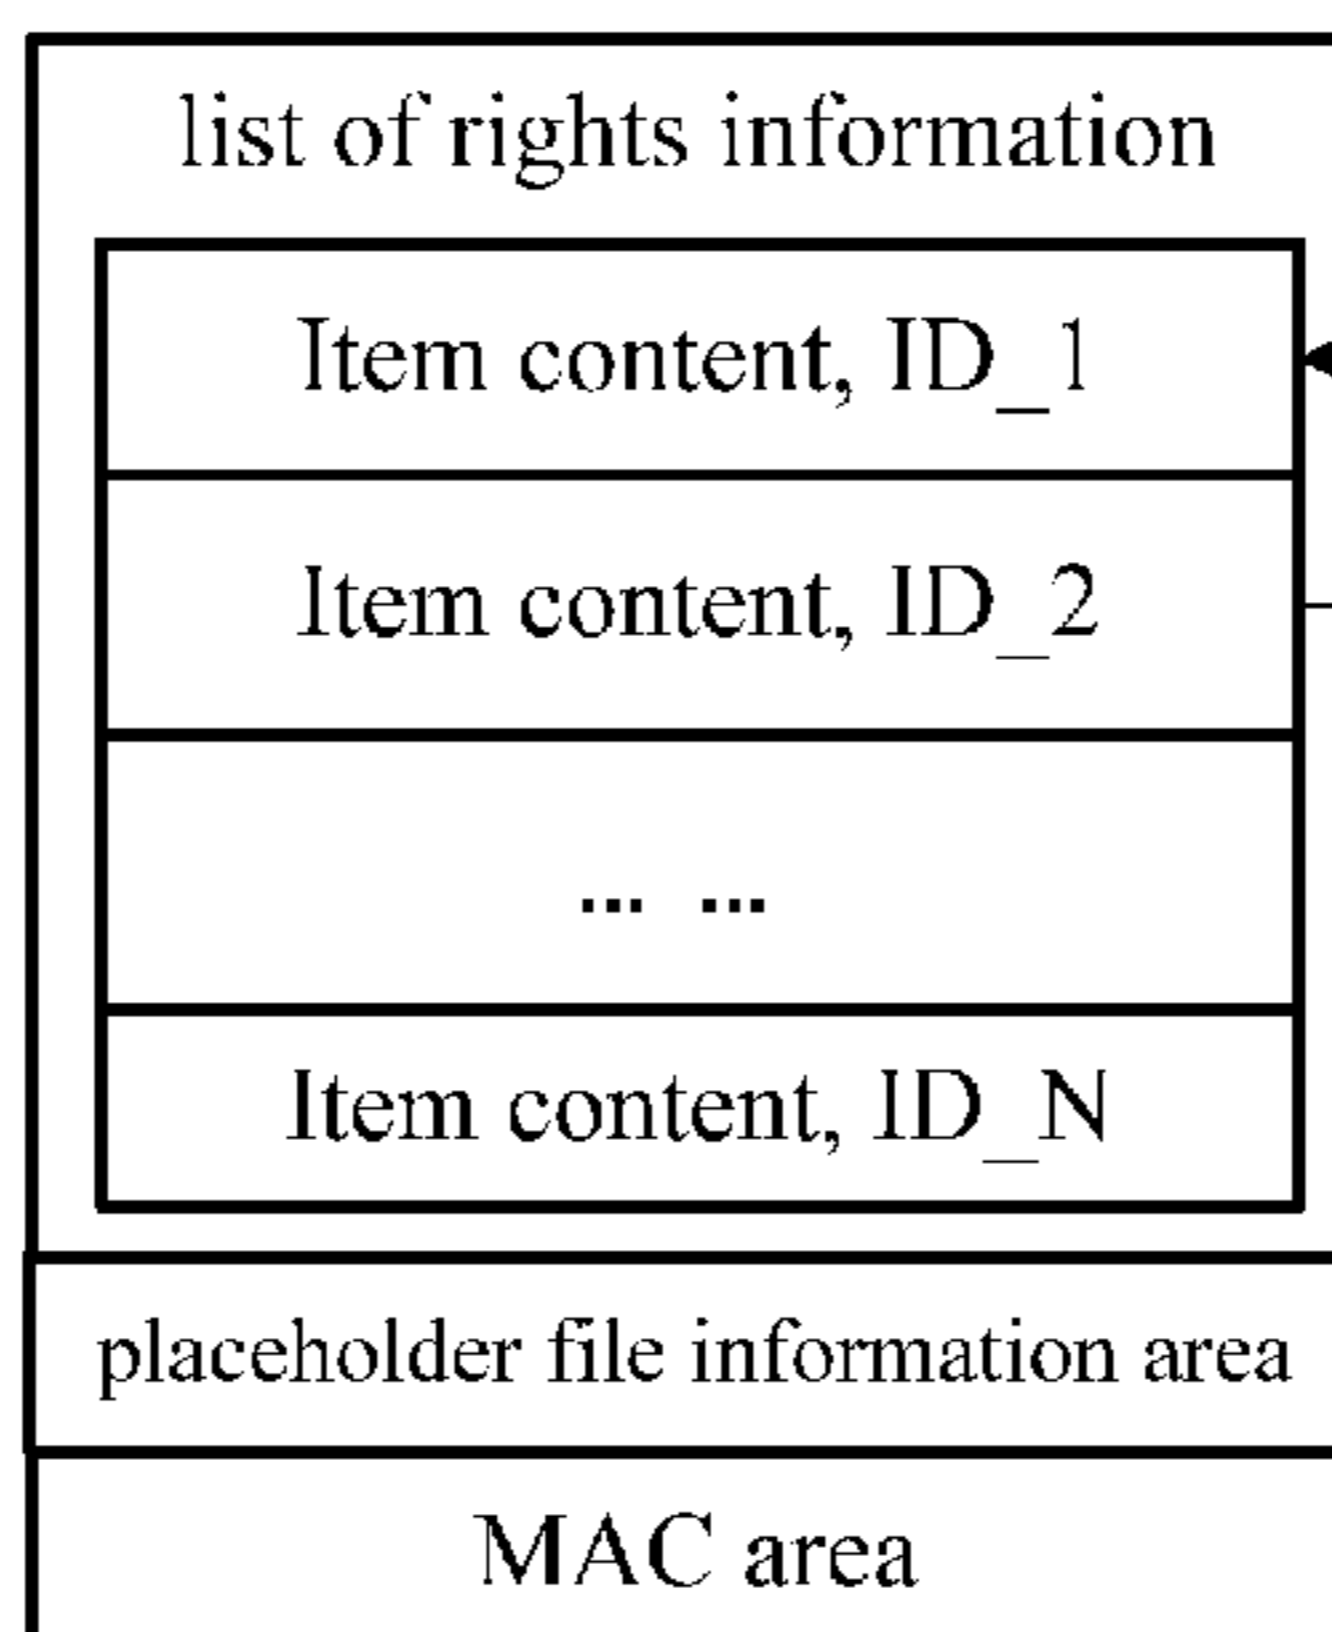 list of rights information
Item content, ID_1
Item content, ID_2
... ...
Item content, ID_N
placeholder file information area
MAC area